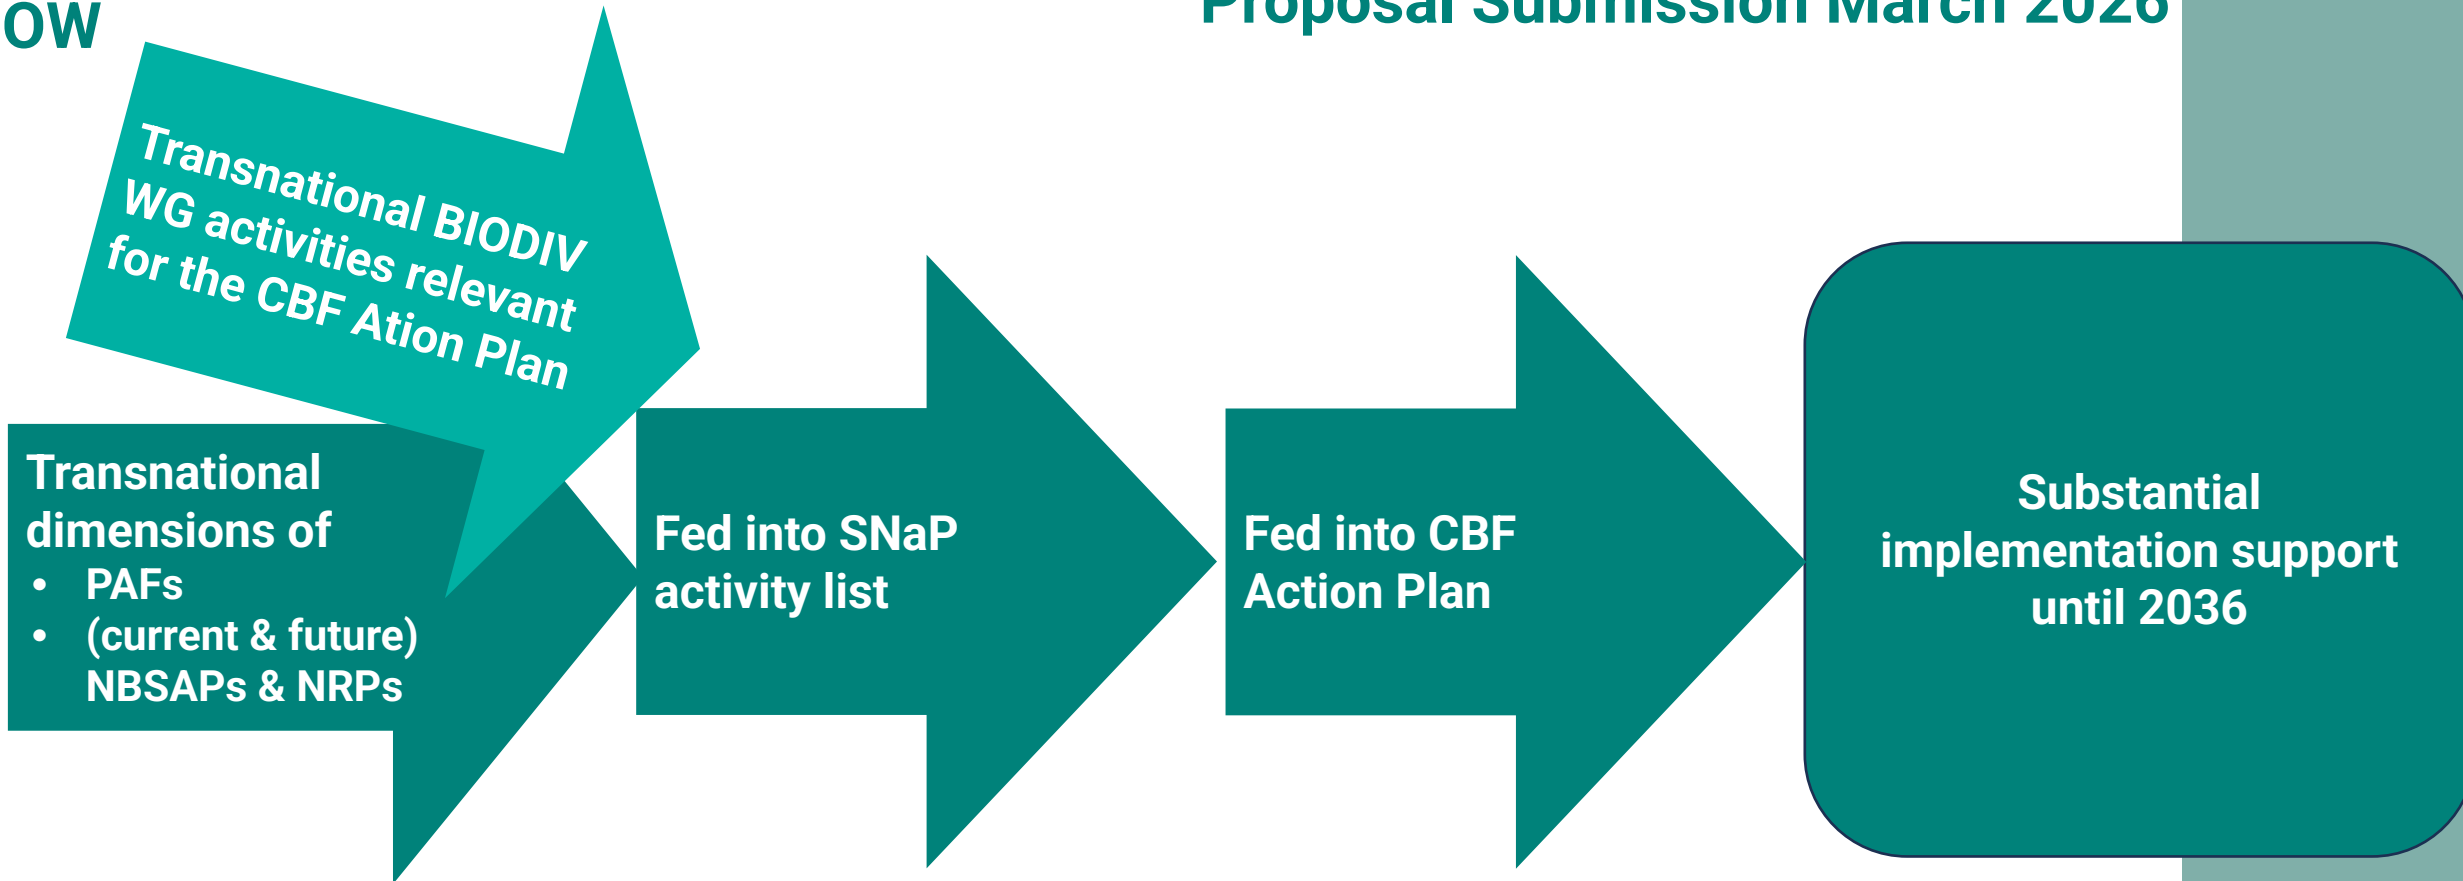 OW
Proposal Submission March 2026
Transnational BIODIV
WG activities relevant
for the CBF Ation Plan
Transnational
dimensions of
• PAFs
• (current & future)
NBSAPs & NRPs
Fed into SNaP
activity list
Fed into CBF
Action Plan
Substantial
implementation support
until 2036